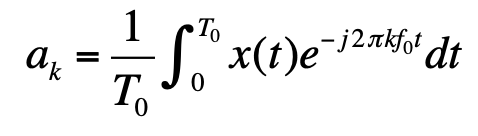 a_k = \frac{1}{T_0} \int_0^{T_0} x(t) e^{-j2\pi k f_0 t} dt